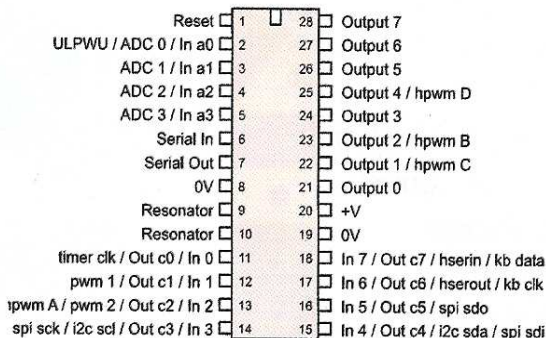 Reset 1 28 Output 7
ULPWU / ADC 0 / In a0 2 27 Output 6
ADC 1 / In a1 3 26 Output 5
ADC 2 / In a2 4 25 Output 4 / hpwm D
ADC 3 / In a3 5 24 Output 3
Serial In 6 23 Output 2 / hpwm B
Serial Out 7 22 Output 1 / hpwm C
0V 8 21 Output 0
Resonator 9 20 +V
Resonator 10 19 0V
timer clk / Out c0 / In 0 11 18 In 7 / Out c7 / hserin / kb data
pwm 1 / Out c1 / In 1 12 17 In 6 / Out c6 / hserout / kb clk
pwm A / pwm 2 / Out c2 / In 2 13 16 In 5 / Out c5 / spi sdo
spi sck / i2c scl / Out c3 / In 3 14 15 In 4 / Out c4 / i2c sda / spi sdi